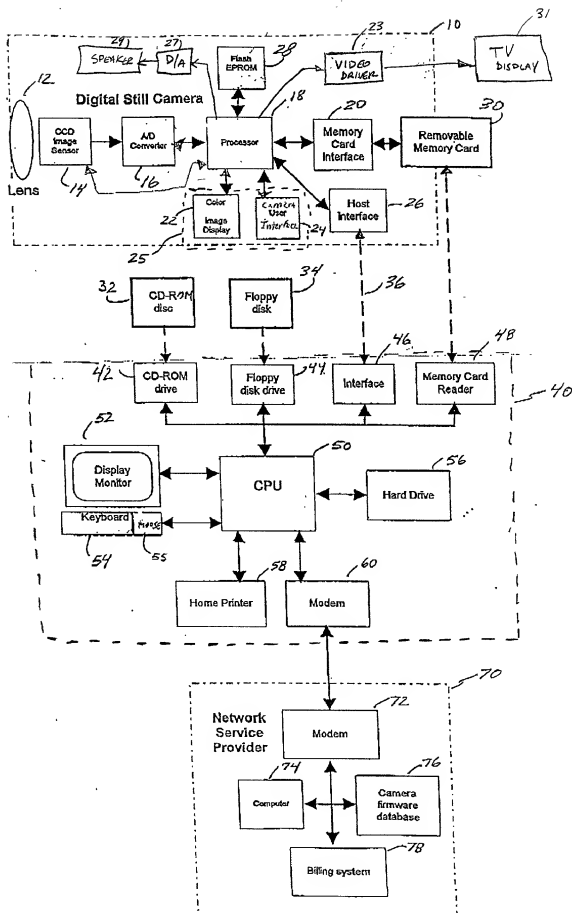 29
SPEAKER
27
D/A
Flash
EPROM
28
23
VIDEO
DRIVER
10
31
TV
DISPLAY
12
Digital Still Camera
18
20
30
Lens
CCD
Image
Sensor
14
A/D
Converter
16
Processor
Memory
Card
Interface
Removable
Memory Card
22
Color
Image
Display
25
Camera
User
Interface
24
Host
Interface
26
32
CD-ROM
disc
34
Floppy
disk
36
46
48
42
CD-ROM
drive
Floppy
disk drive
44
Interface
Memory Card
Reader
40
52
Display
Monitor
50
CPU
56
Hard Drive
Keyboard
MOUSE
54
55
58
Home Printer
60
Modem
70
Network
Service
Provider
72
Modem
74
Computer
76
Camera
firmware
database
78
Billing system